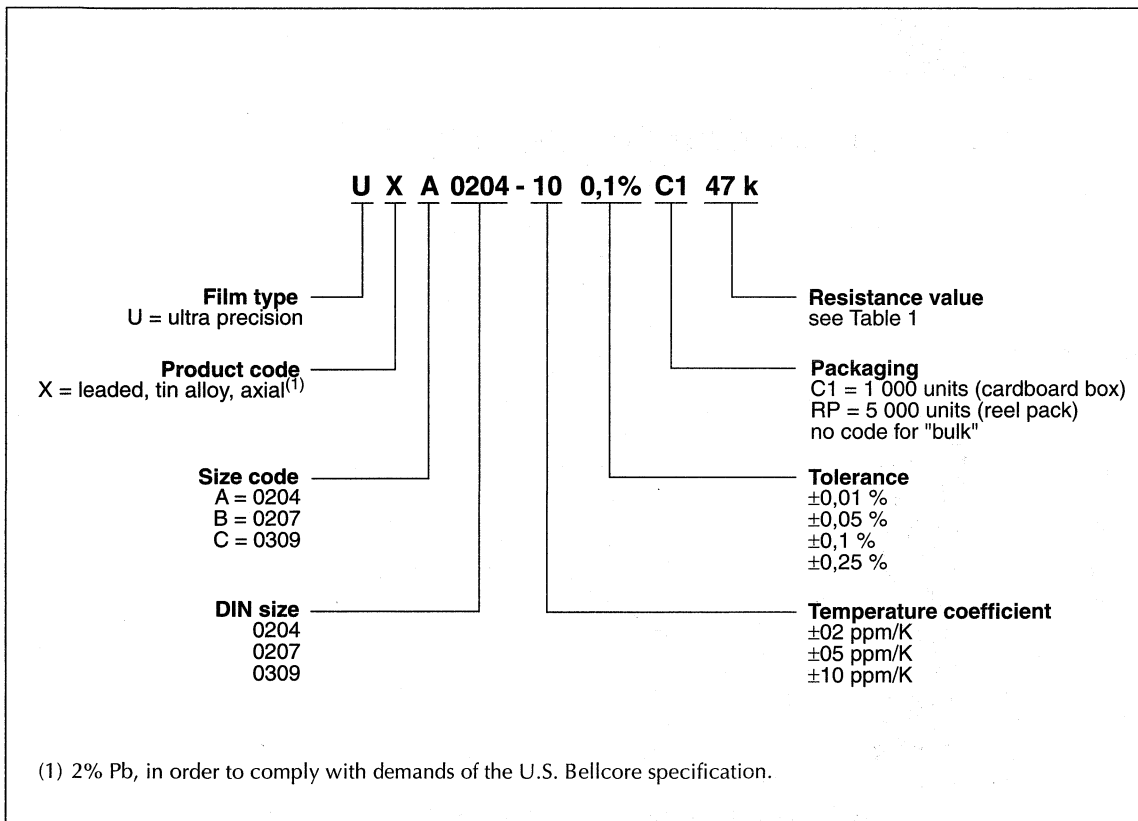 U X A 0204 - 10 0,1% C1 47 k
Film type
U = ultra precision
Product code
X = leaded, tin alloy, axial(1)
Size code
A = 0204
B = 0207
C = 0309
DIN size
0204
0207
0309
Resistance value
see Table 1
Packaging
C1 = 1 000 units (cardboard box)
RP = 5 000 units (reel pack)
no code for "bulk"
Tolerance
±0,01 %
±0,05 %
±0,1 %
±0,25 %
Temperature coefficient
±02 ppm/K
±05 ppm/K
±10 ppm/K
(1) 2% Pb, in order to comply with demands of the U.S. Bellcore specification.